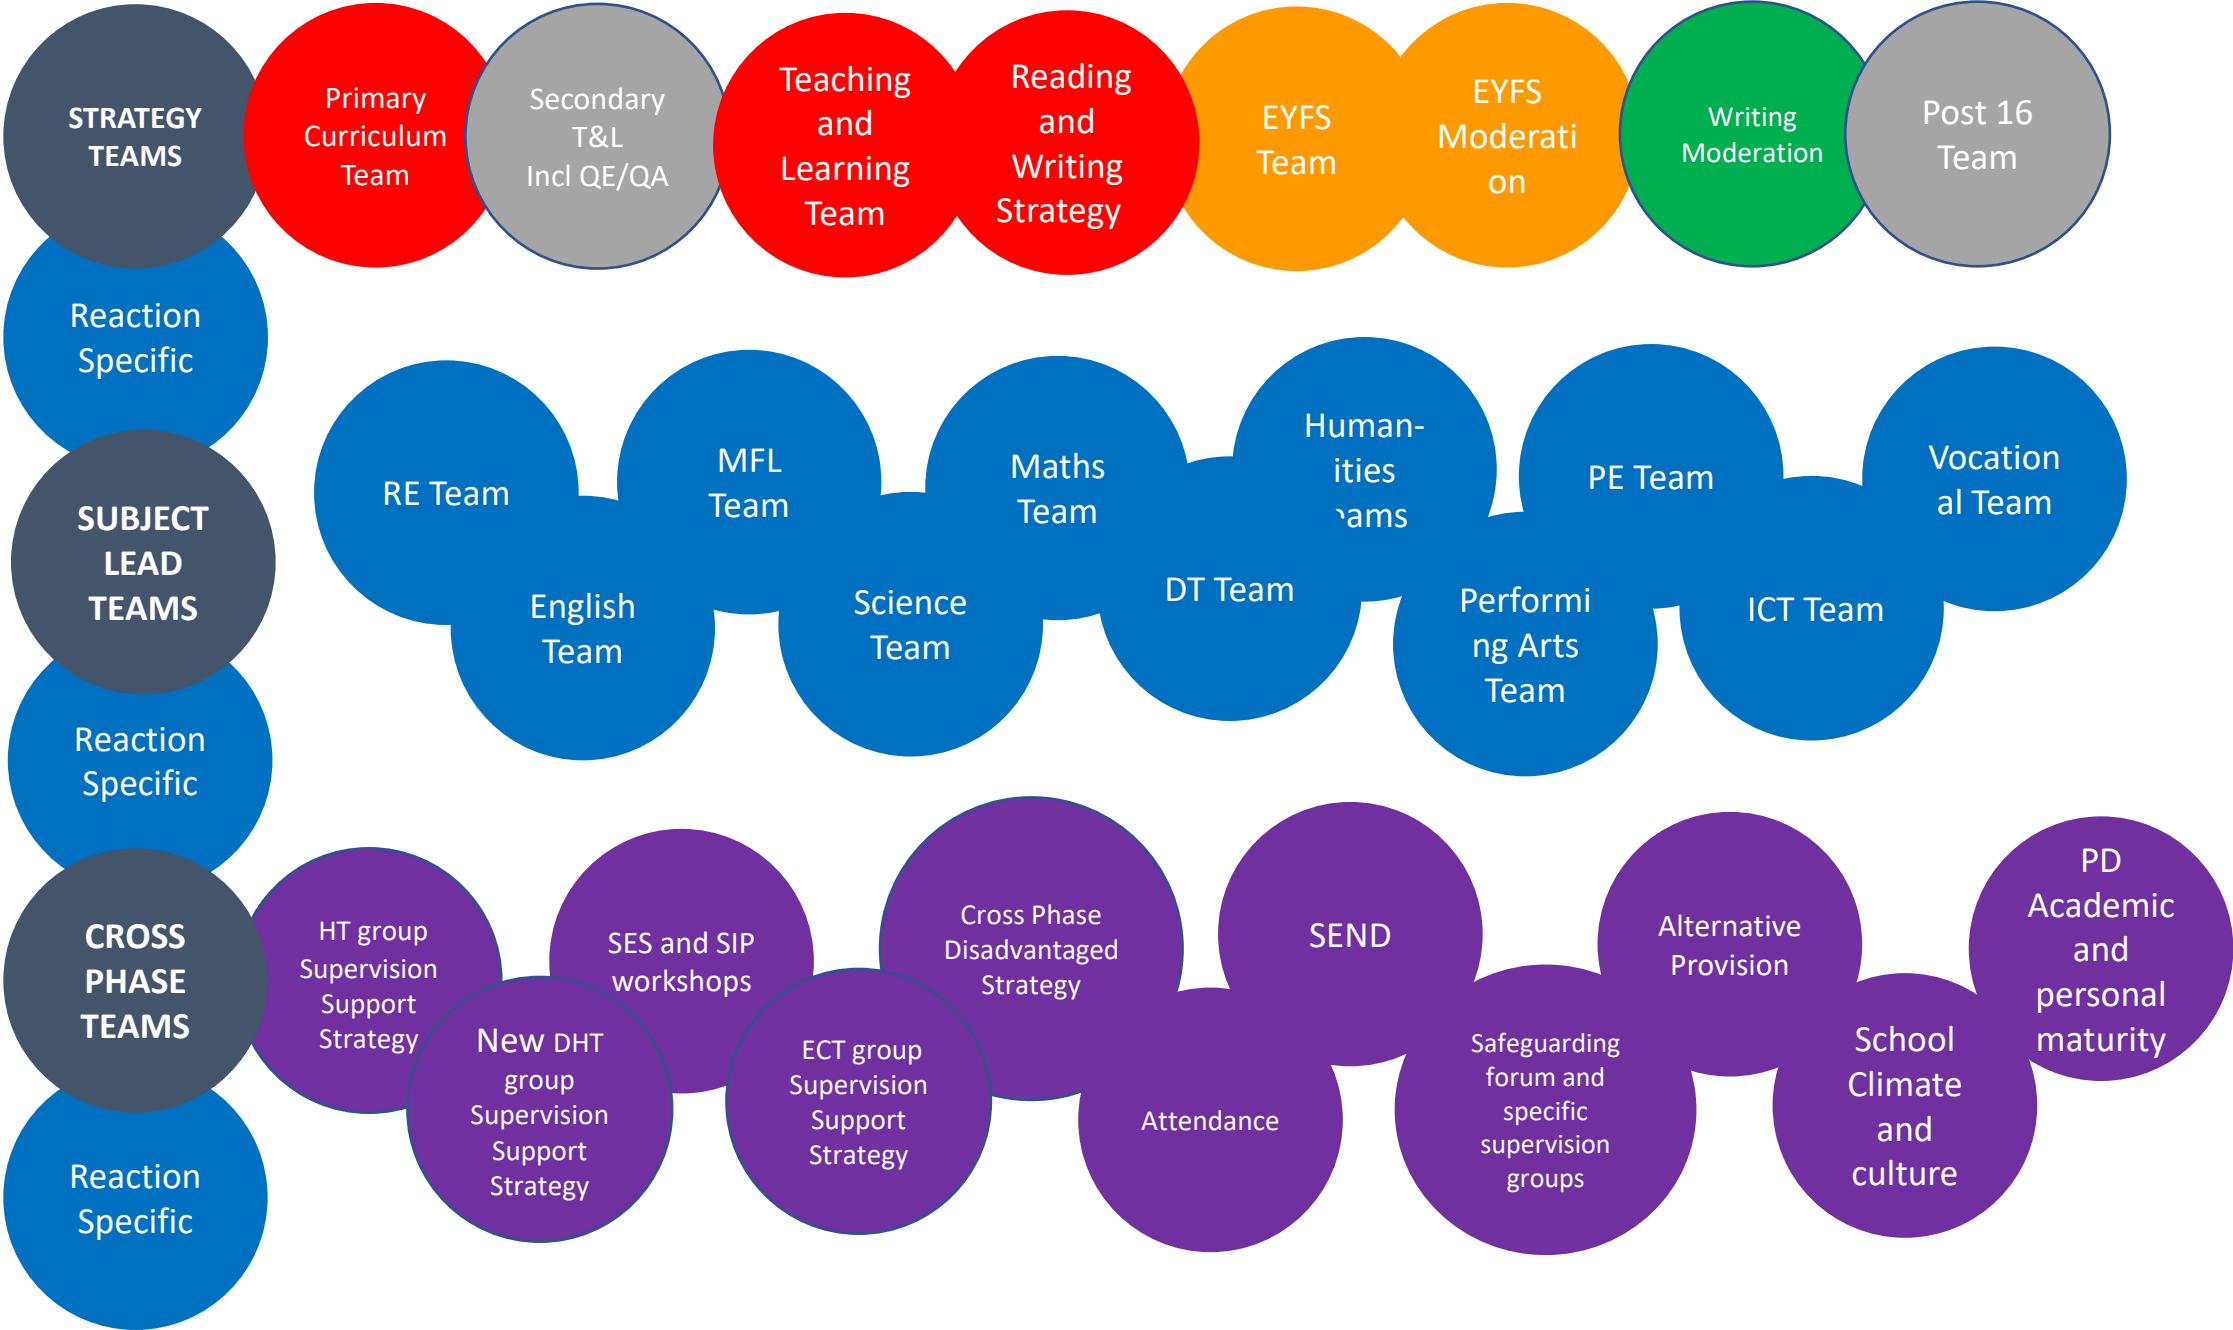 STRATEGY
TEAMS
Primary
Curriculum
Team
Secondary
T&L
Incl QE/QA
Teaching
and
Learning
Team
Reading
and
Writing
Strategy
EYFS
Team
EYFS
Moderati
on
Writing
Moderation
Post 16
Team
Reaction
Specific
SUBJECT
LEAD
TEAMS
RE Team
English
Team
MFL
Team
Science
Team
Maths
Team
DT Team
Human-
ities
eams
Performi
ng Arts
Team
PE Team
ICT Team
Vocation
al Team
Reaction
Specific
CROSS
PHASE
TEAMS
HT group
Supervision
Support
Strategy
New DHT
group
Supervision
Support
Strategy
SES and SIP
workshops
ECT group
Supervision
Support
Strategy
Cross Phase
Disadvantaged
Strategy
Attendance
SEND
Safeguarding
forum and
specific
supervision
groups
Alternative
Provision
School
Climate
and
culture
PD
Academic
and
personal
maturity
Reaction
Specific